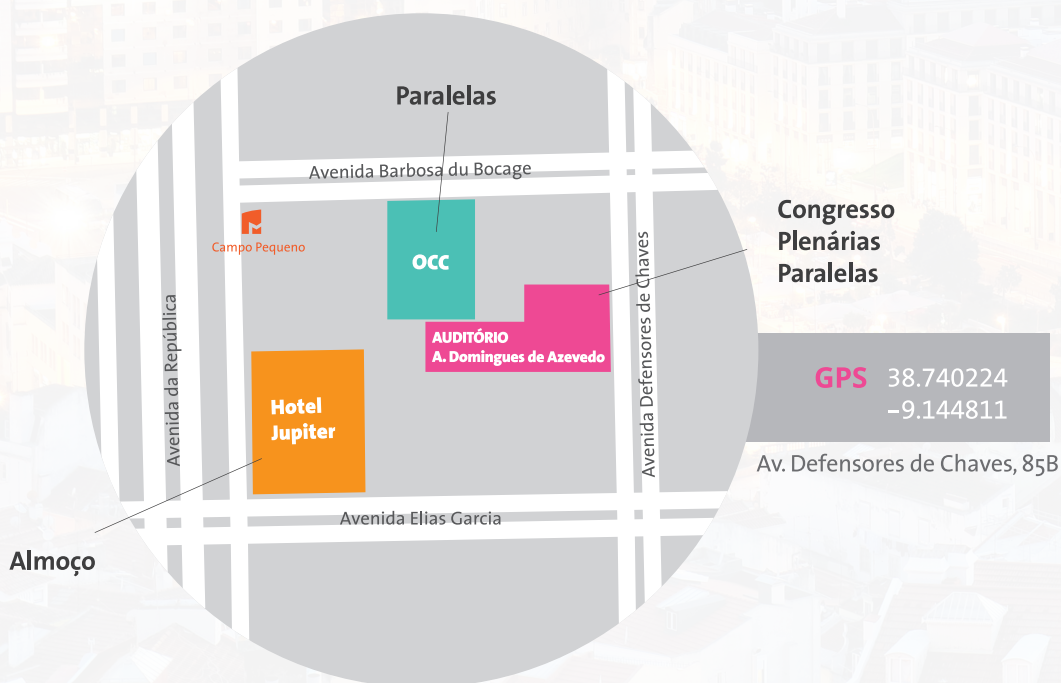 Paralelas
Avenida Barbosa du Bocage
Campo Pequeno
OCC
Congresso
Plenárias
Paralelas
Avenida da República
Avenida Defensores de Chaves
AUDITÓRIO
A. Domingues de Azevedo
GPS 38.740224
–9.144811
Av. Defensores de Chaves, 85B
Hotel
Jupiter
Avenida Elias Garcia
Almoço